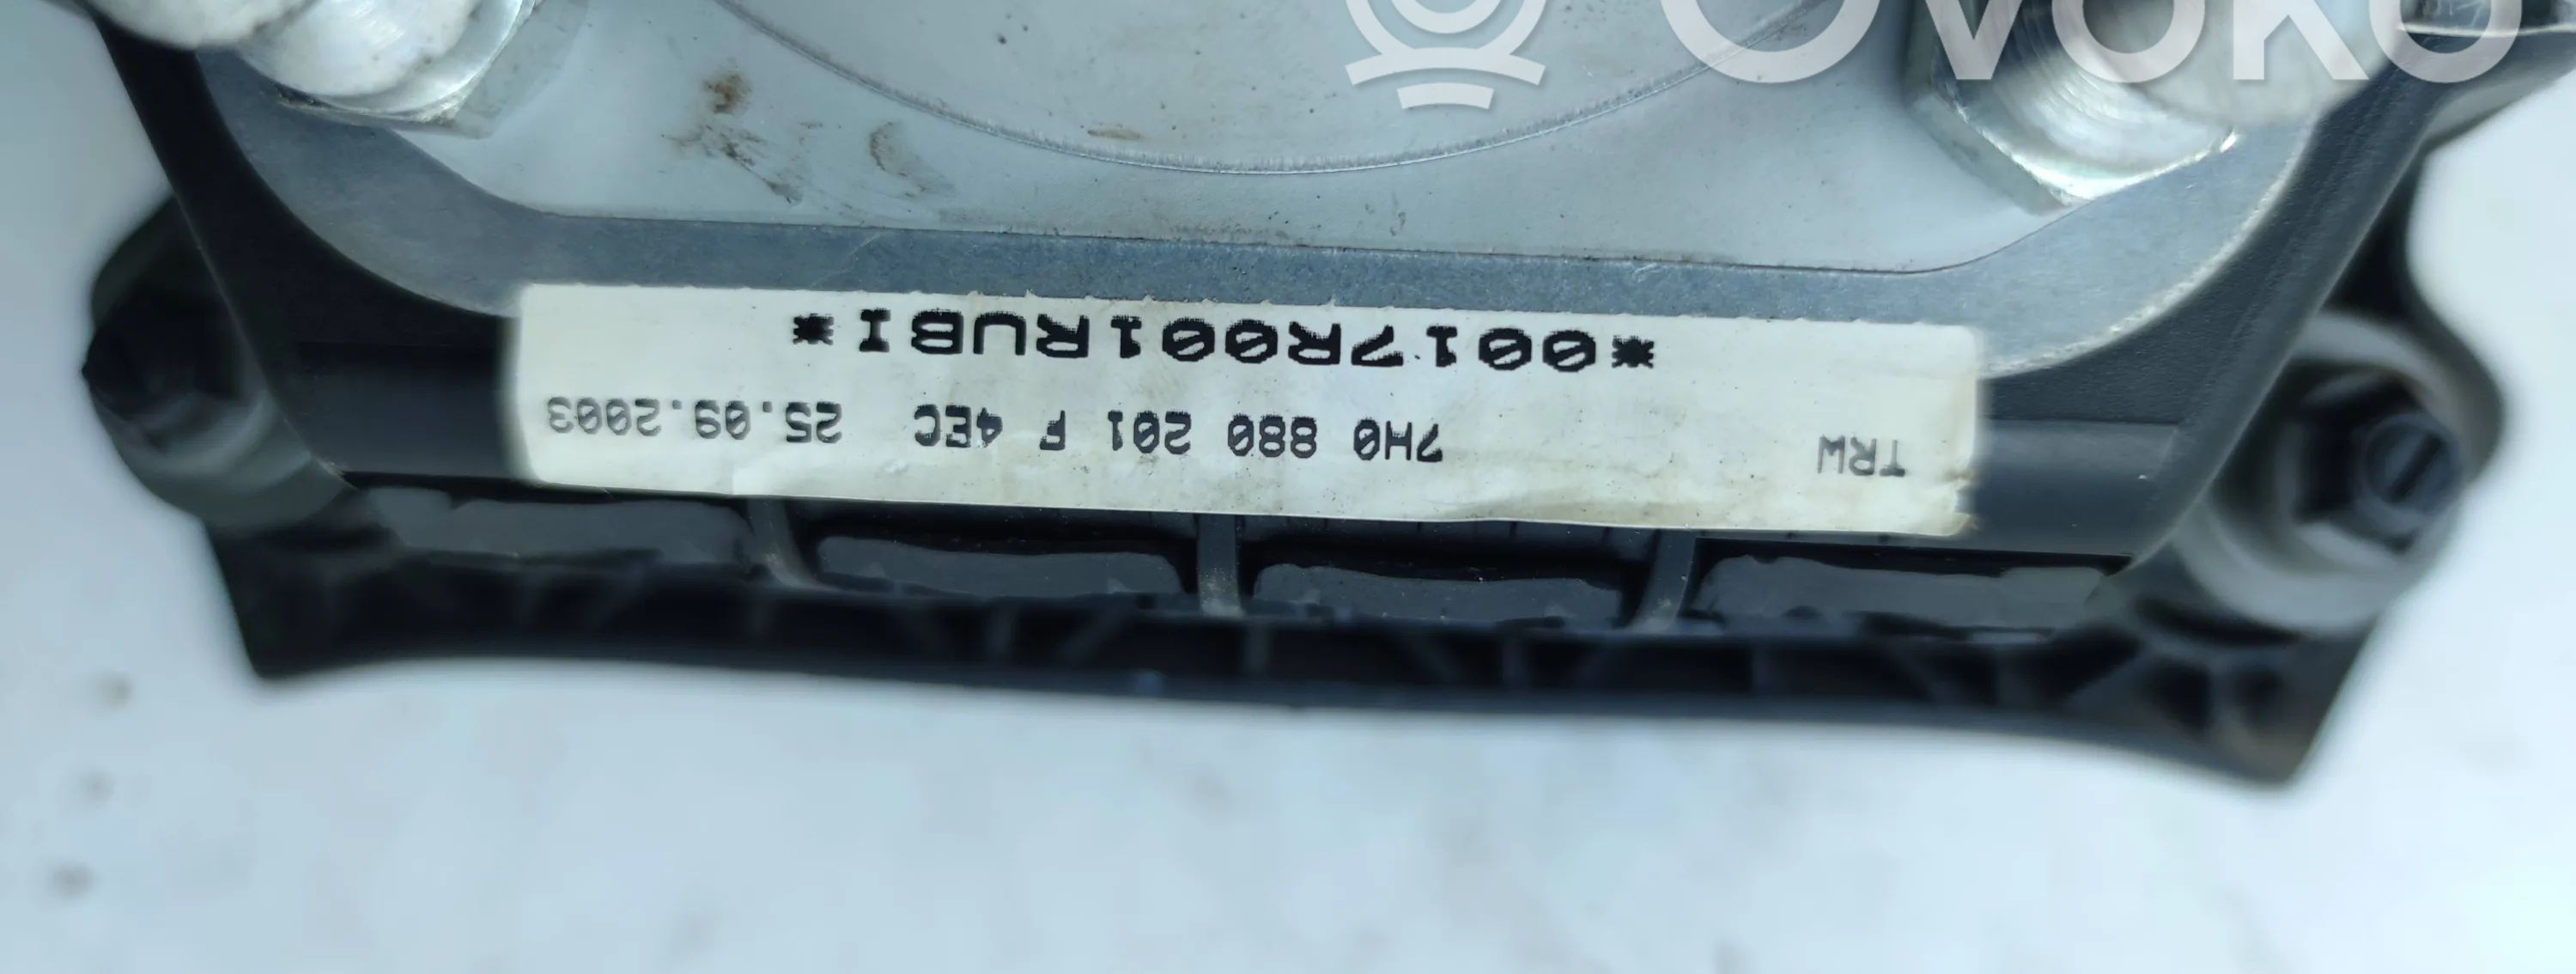 OVOKO
TRW 7H0 880 201 F 4EC 25.09.2003
*0017R001RUBI*